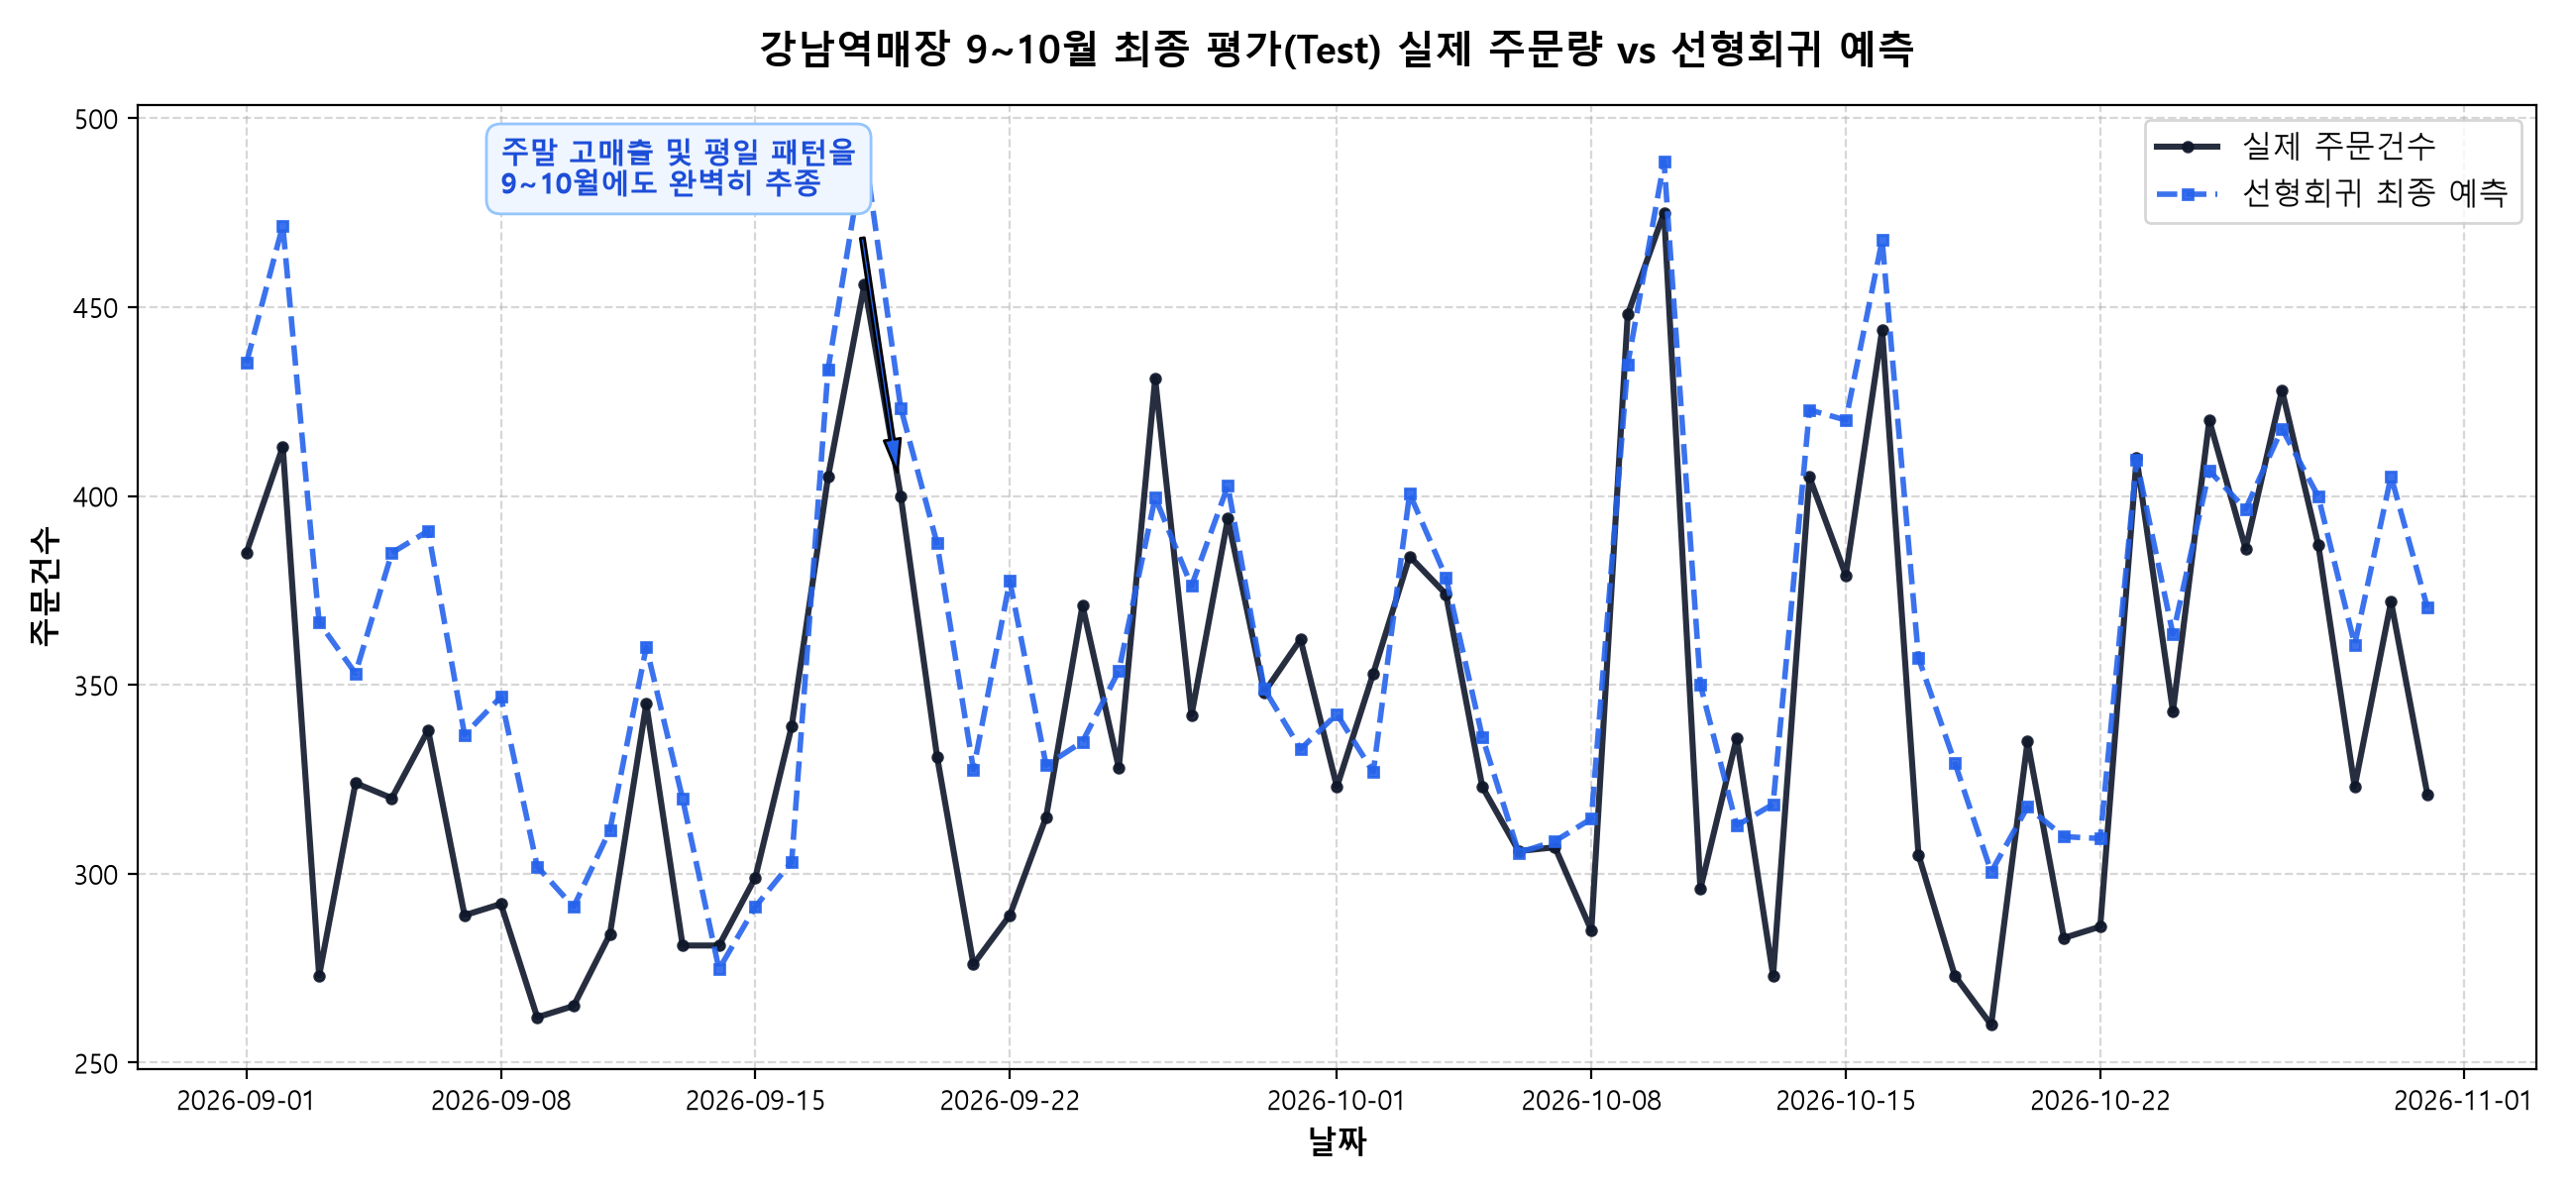 강남역매장 9~10월 최종 평가(Test) 실제 주문량 vs 선형회귀 예측
주말 고매출 및 평일 패턴을
9~10월에도 완벽히 추종
실제 주문건수
선형회귀 최종 예측
주문건수
500
450
400
350
300
250
2026-09-01
2026-09-08
2026-09-15
2026-09-22
2026-10-01
2026-10-08
2026-10-15
2026-10-22
2026-11-01
날짜